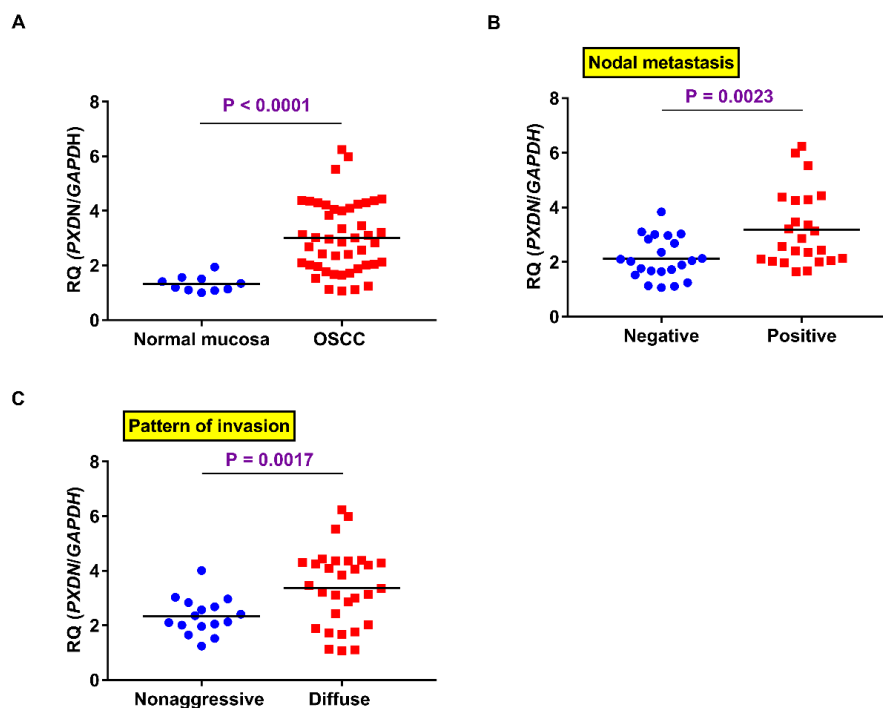 A
P < 0.0001
RQ (PXDN/GAPDH)
8
6
4
2
0
Normal mucosa
OSCC
B
Nodal metastasis
P = 0.0023
RQ (PXDN/GAPDH)
8
6
4
2
0
Negative
Positive
C
Pattern of invasion
P = 0.0017
RQ (PXDN/GAPDH)
8
6
4
2
0
Nonaggressive
Diffuse